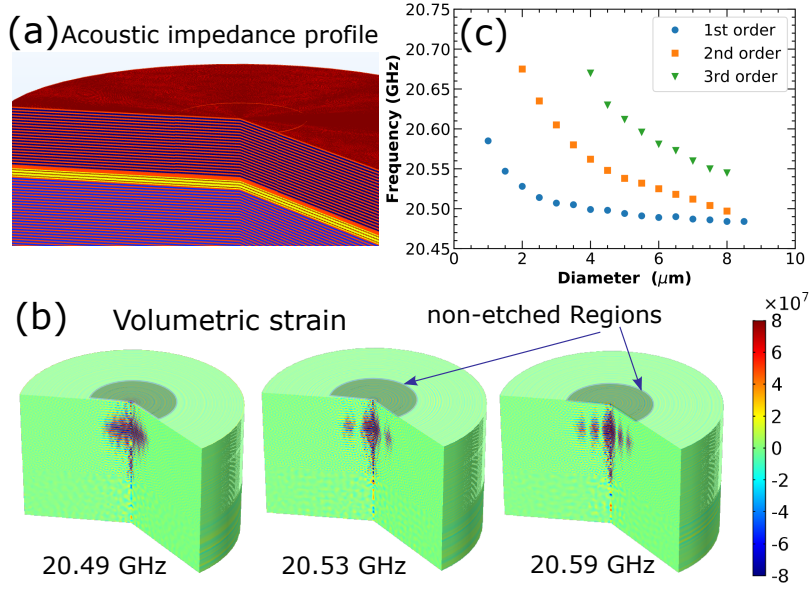 (a) Acoustic impedance profile
(c)
1st order
2nd order
3rd order
Frequency (GHz)
20.75
20.70
20.65
20.60
20.55
20.50
20.45
0 2 4 6 8 10
Diameter (μm)
(b) Volumetric strain
non-etched Regions
20.49 GHz
20.53 GHz
20.59 GHz
×10⁷
8
6
4
2
0
-2
-4
-6
-8